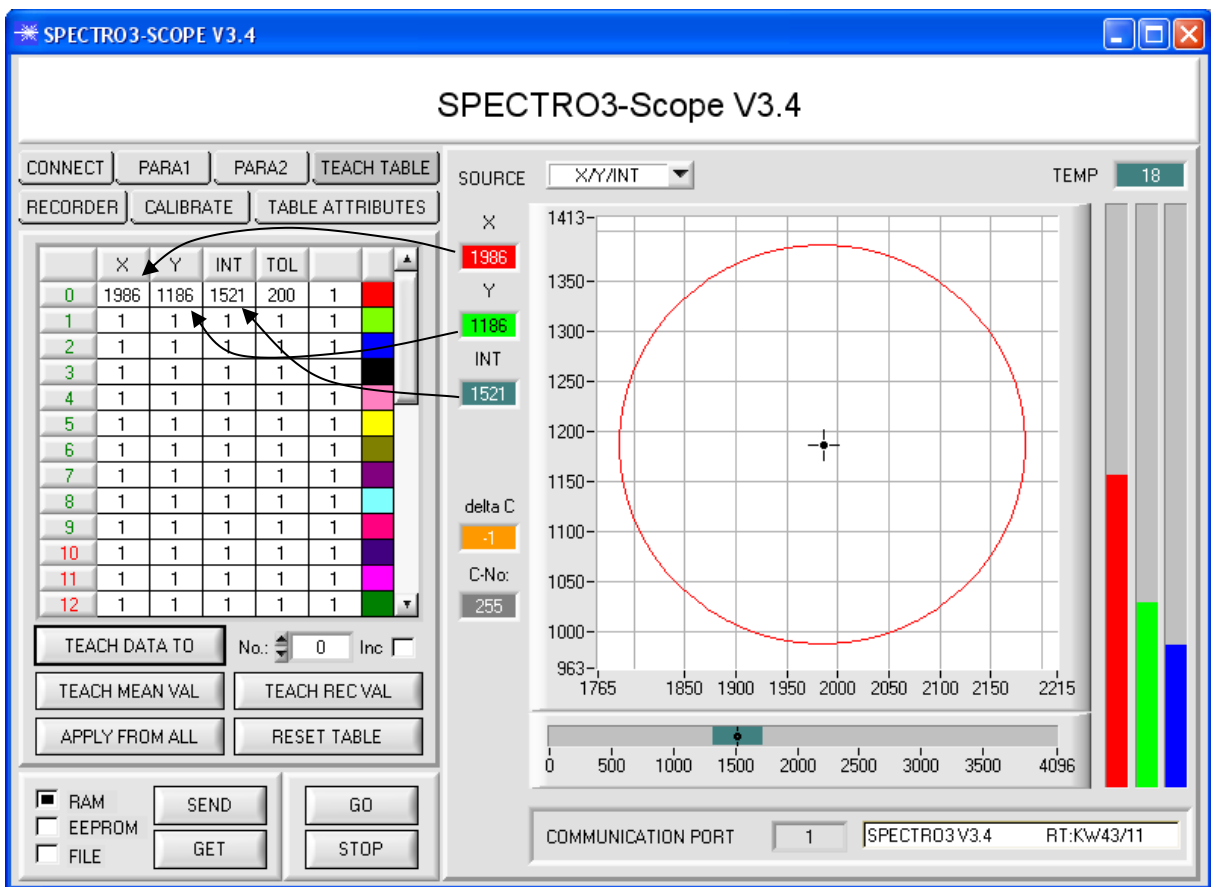 SPECTRO3-SCOPE V3.4
SPECTRO3-Scope V3.4
CONNECT PARA1 PARA2 TEACH TABLE
RECORDER CALIBRATE TABLE ATTRIBUTES
X Y INT TOL
0 1986 1186 1521 200 1
1 1 1 1 1 1
2 1 1 1 1 1
3 1 1 1 1 1
4 1 1 1 1 1
5 1 1 1 1 1
6 1 1 1 1 1
7 1 1 1 1 1
8 1 1 1 1 1
9 1 1 1 1 1
10 1 1 1 1 1
11 1 1 1 1 1
12 1 1 1 1 1
TEACH DATA TO No.: 0 Inc
TEACH MEAN VAL TEACH REC VAL
APPLY FROM ALL RESET TABLE
RAM
EEPROM
FILE
SEND
GET
GO
STOP
SOURCE X/Y/INT
TEMP 18
X
1986
Y
1186
INT
1521
delta C
-1
C-No:
255
1413
1350
1300
1250
1200
1150
1100
1050
1000
963
1765 1850 1900 1950 2000 2050 2100 2150 2215
0 500 1000 1500 2000 2500 3000 3500 4096
COMMUNICATION PORT 1 SPECTRO3 V3.4 RT:KW43/11